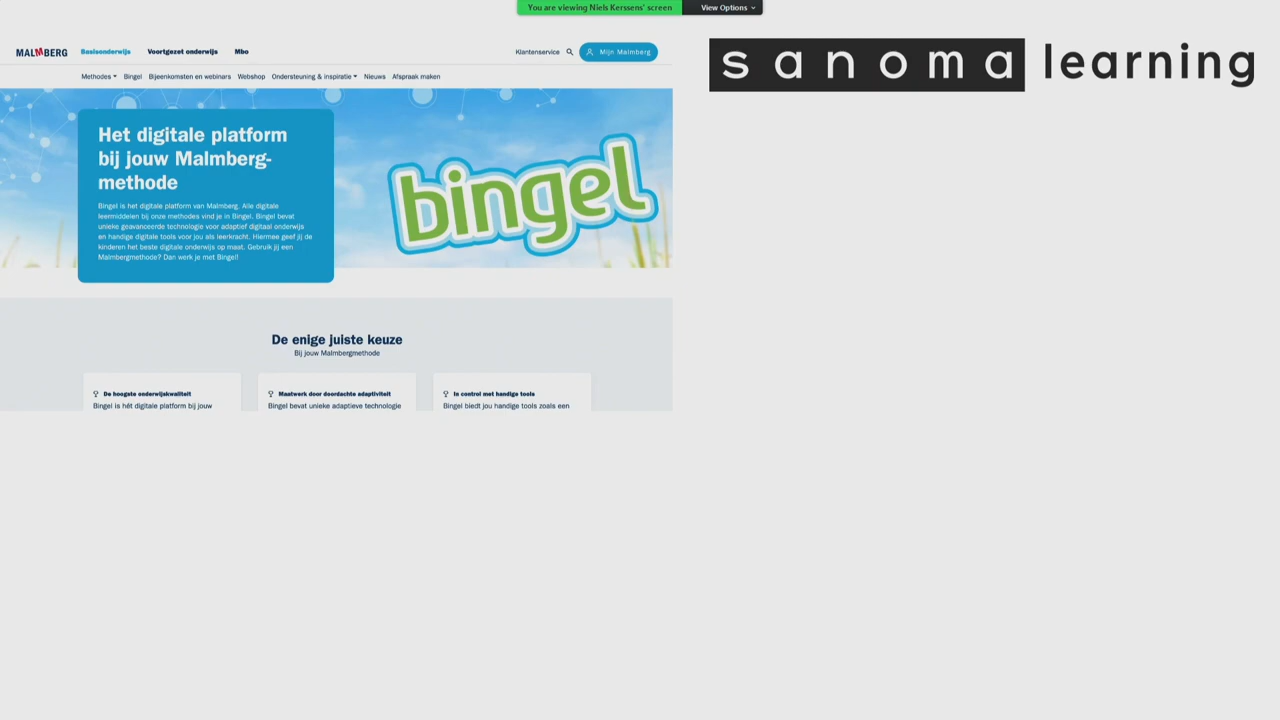 You are viewing Niels Kerssens' screen View Options
MALMBERG Basisonderwijs Voortgezet onderwijs Mbo Klantenservice Mijn Malmberg
Methodes Bingel Bijeenkomsten en webinars Webshop Ondersteuning & inspiratie Nieuws Afspraak maken
sanoma learning
Het digitale platform
bij jouw Malmberg-
methode
Bingel is het digitale platform van Malmberg. Alle digitale
leermiddelen bij onze methodes vind je in Bingel. Bingel bevat
unieke geavanceerde technologie voor adaptief digitaal onderwijs
en handige digitale tools voor jou als leerkracht. Hiermee geef jij de
kinderen het beste digitale onderwijs op maat. Gebruik jij een
Malmbergmethode? Dan werk je met Bingel!
bingel
De enige juiste keuze
Bij jouw Malmbergmethode
De hoogste onderwijskwaliteit
Bingel is hét digitale platform bij jouw
Maatwerk door doordachte adaptiviteit
Bingel bevat unieke adaptieve technologie
In control met handige tools
Bingel biedt jou handige tools zoals een